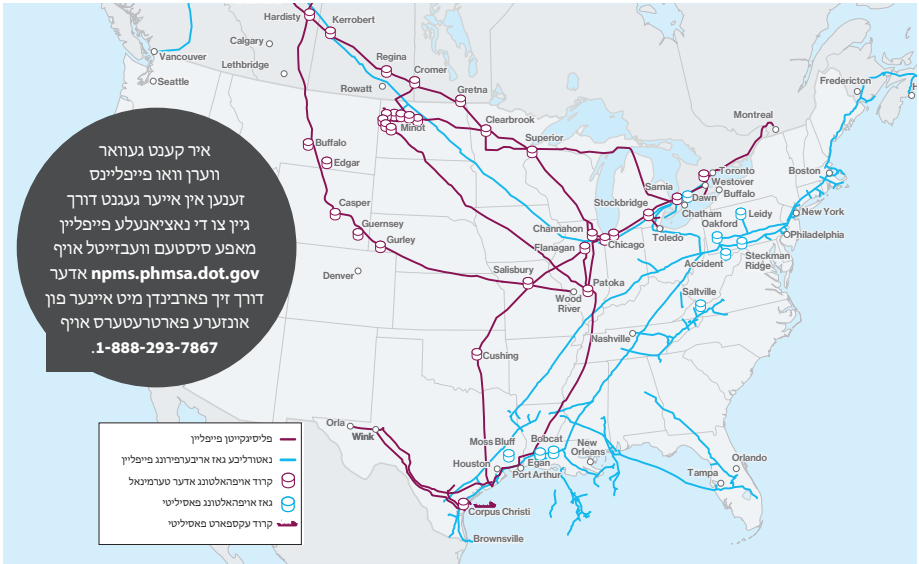 Hardisty
Kerrobert
Calgary
Vancouver
Lethbridge
Seattle
Regina
Cromer
Rowatt
Gretna
Fredericton
Minot
Clearbrook
Superior
Montreal
איר קענט געוואר
ווערן וואו פייפליינס
זענען אין אייער געגנט דורך
גיין צו די נאציאנעלע פייפליין
מאפע סיסטעם וועבזייטל אויף
npms.phmsa.dot.gov אדער
דורך זיך פארבינדן מיט איינער פון
אונזערע פארטרעטערס אויף
1-888-293-7867.
Buffalo
Edgar
Casper
Guernsey
Gurley
Denver
Toronto
Westover
Buffalo
Boston
Sarnia
Dawn
Stockbridge
Chatham
Leidy
New York
Oakford
Channahon
Toledo
Philadelphia
Flanagan
Chicago
Steckman
Ridge
Accident
Salisbury
Patoka
Wood
River
Saltville
Nashville
Cushing
Orla
Wink
Moss Bluff
Bobcat
New
Orleans
Houston
Egan
Port Arthur
Orlando
Tampa
Corpus Christi
Brownsville
פליסיגקייטן פייפליין
נאטורליכע גאז אריבערפירונג פייפליין
קרוד אויפהאלטונג אדער טערמינאל
גאז אויפהאלטונג פאסיליטי
קרוד עקספארט פאסיליטי